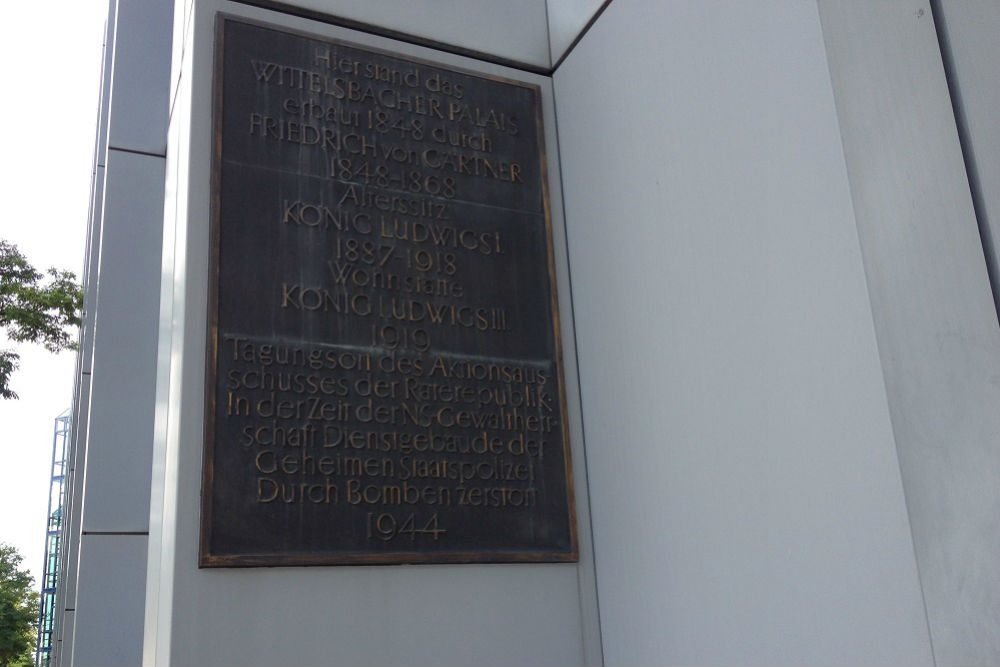 Hier stand das
WITTELSBACHER PALAIS
erbaut 1848 durch
FRIEDRICH von GÄRTNER
1848-1868
Alterssitz
KÖNIG LUDWIGS I.
1887-1918
Wohnstätte
KÖNIG LUDWIGS III.
1919
Tagungsort des Aktionsaus
schusses der Räterepublik.
In der Zeit der NS-Gewaltherr-
schaft Dienstgebäude der
Geheimen Staatspolizei
Durch Bomben zerstört
1944